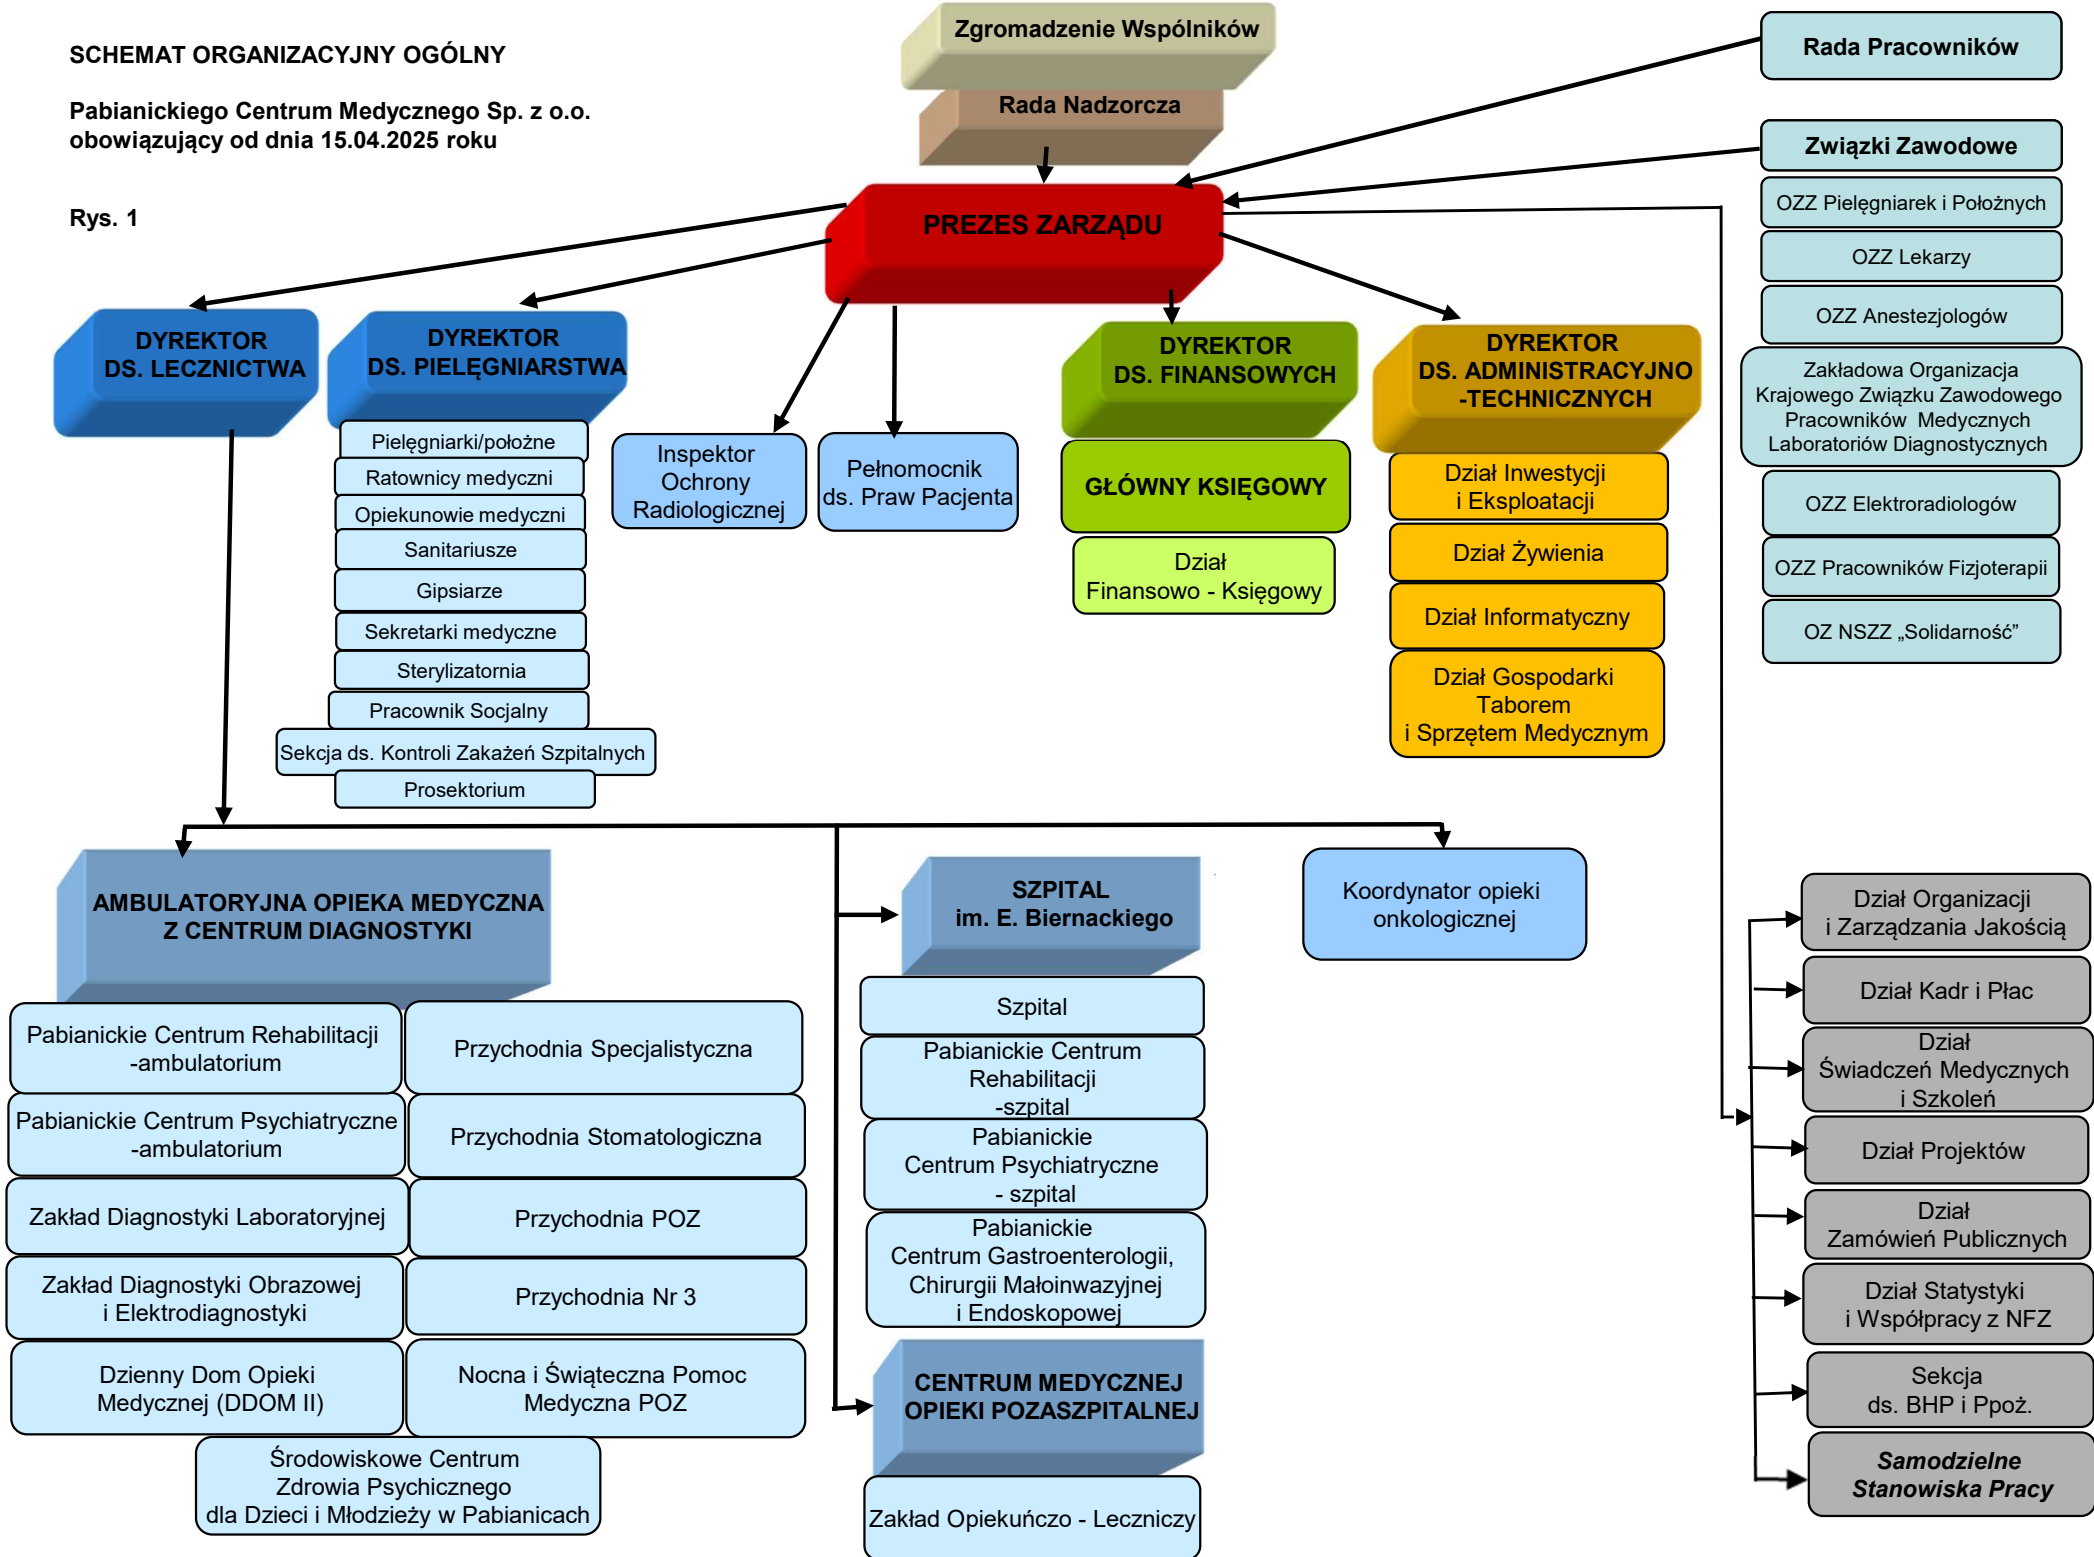 SCHEMAT ORGANIZACYJNY OGÓLNY
Pabianickiego Centrum Medycznego Sp. z o.o.
obowiązujący od dnia 15.04.2025 roku
Rys. 1
Zgromadzenie Wspólników
Rada Nadzorcza
PREZES ZARZĄDU
Rada Pracowników
Związki Zawodowe
OZZ Pielęgniarek i Położnych
OZZ Lekarzy
OZZ Anestezjologów
Zakładowa Organizacja
Krajowego Związku Zawodowego
Pracowników Medycznych
Laboratoriów Diagnostycznych
OZZ Elektroradiologów
OZZ Pracowników Fizjoterapii
OZ NSZZ „Solidarność”
DYREKTOR
DS. LECZNICTWA
DYREKTOR
DS. PIELĘGNIARSTWA
Pielęgniarki/położne
Ratownicy medyczni
Opiekunowie medyczni
Sanitariusze
Gipsiarze
Sekretarki medyczne
Sterylizatornia
Pracownik Socjalny
Sekcja ds. Kontroli Zakażeń Szpitalnych
Prosektorium
Inspektor
Ochrony
Radiologicznej
Pełnomocnik
ds. Praw Pacjenta
DYREKTOR
DS. FINANSOWYCH
GŁÓWNY KSIĘGOWY
Dział
Finansowo - Księgowy
DYREKTOR
DS. ADMINISTRACYJNO
-TECHNICZNYCH
Dział Inwestycji
i Eksploatacji
Dział Żywienia
Dział Informatyczny
Dział Gospodarki
Taborem
i Sprzętem Medycznym
AMBULATORYJNA OPIEKA MEDYCZNA
Z CENTRUM DIAGNOSTYKI
Pabianickie Centrum Rehabilitacji
-ambulatorium
Przychodnia Specjalistyczna
Pabianickie Centrum Psychiatryczne
-ambulatorium
Przychodnia Stomatologiczna
Zakład Diagnostyki Laboratoryjnej
Przychodnia POZ
Zakład Diagnostyki Obrazowej
i Elektrodiagnostyki
Przychodnia Nr 3
Dzienny Dom Opieki
Medycznej (DDOM II)
Nocna i Świąteczna Pomoc
Medyczna POZ
Środowiskowe Centrum
Zdrowia Psychicznego
dla Dzieci i Młodzieży w Pabianicach
SZPITAL
im. E. Biernackiego
Szpital
Pabianickie Centrum
Rehabilitacji
-szpital
Pabianickie
Centrum Psychiatryczne
- szpital
Pabianickie
Centrum Gastroenterologii,
Chirurgii Małoinwazyjnej
i Endoskopowej
CENTRUM MEDYCZNEJ
OPIEKI POZASZPITALNEJ
Zakład Opiekuńczo - Leczniczy
Koordynator opieki
onkologicznej
Dział Organizacji
i Zarządzania Jakością
Dział Kadr i Płac
Dział
Świadczeń Medycznych
i Szkoleń
Dział Projektów
Dział
Zamówień Publicznych
Dział Statystyki
i Współpracy z NFZ
Sekcja
ds. BHP i Ppoż.
Samodzielne
Stanowiska Pracy